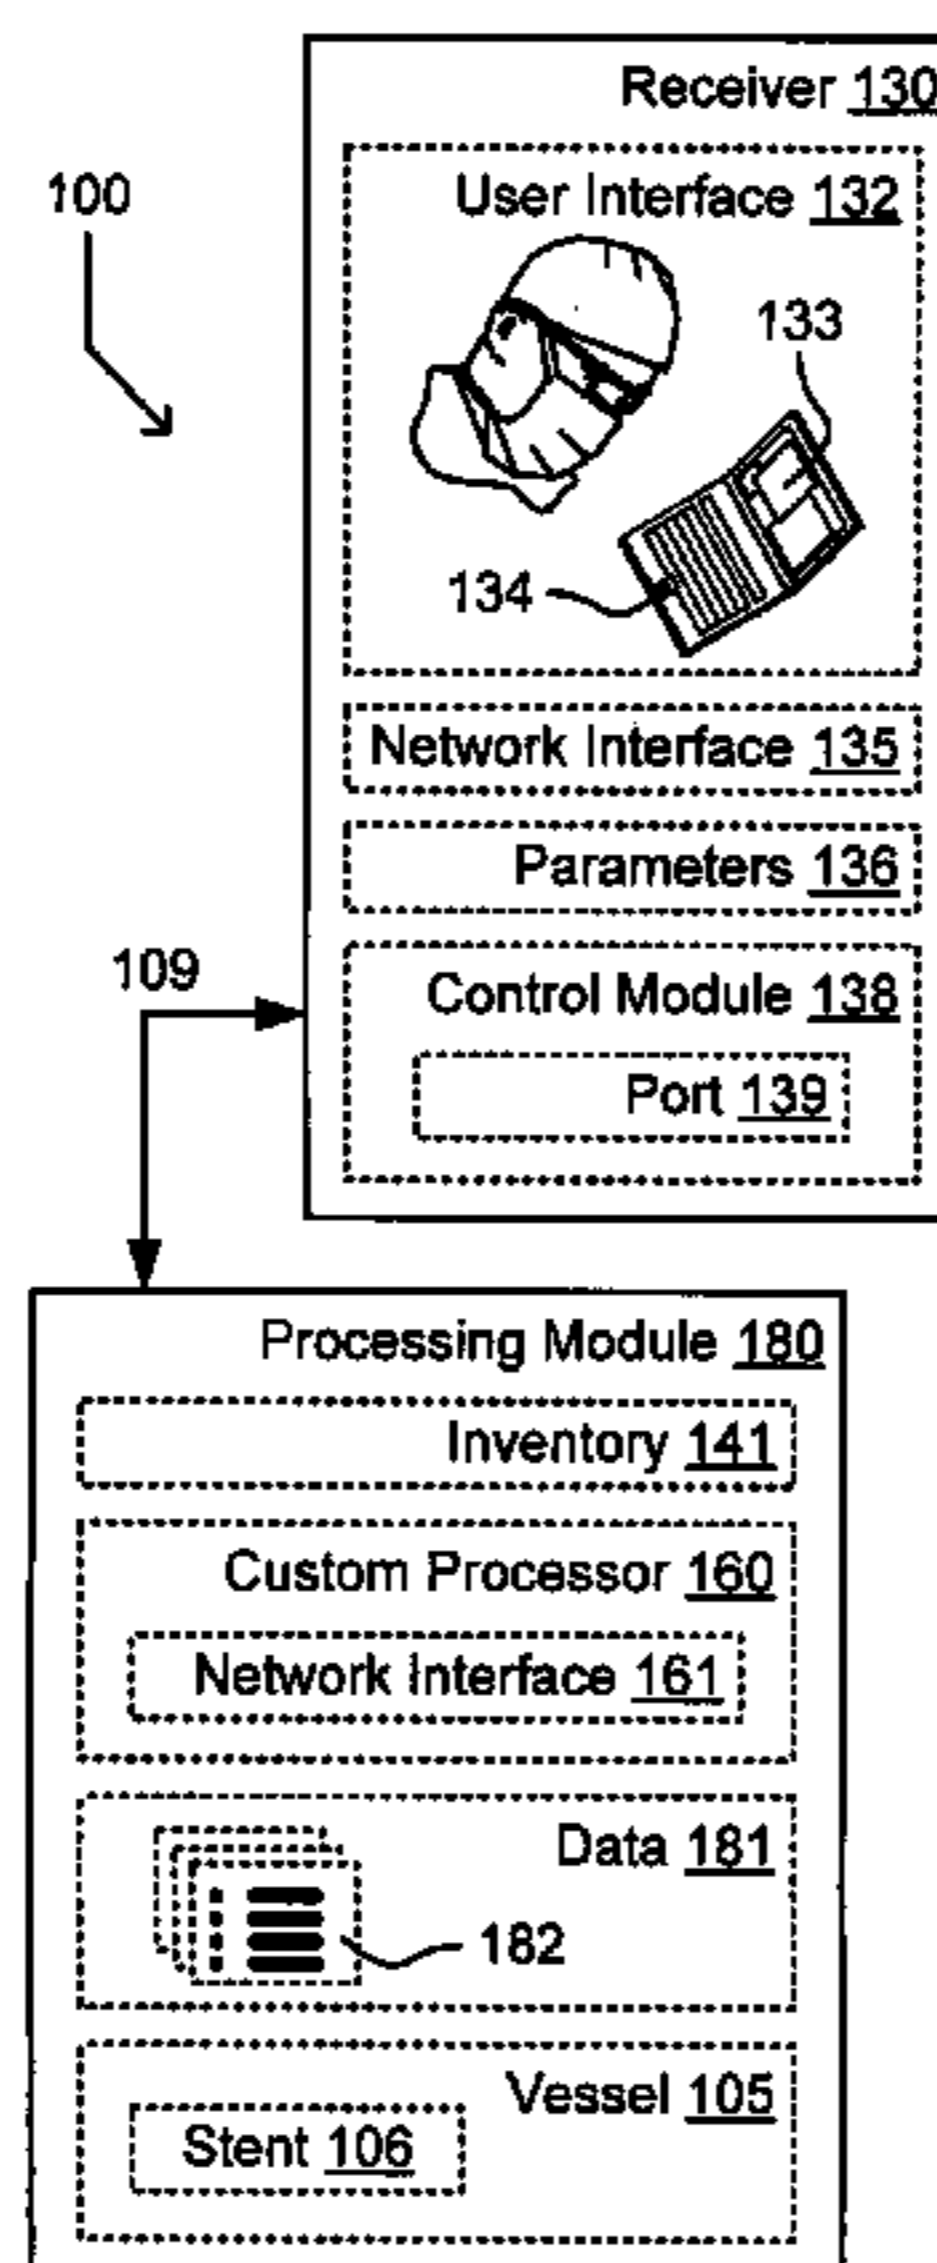 Receiver 130
100
User Interface 132
133
134
Network Interface 135
Parameters 136
109
Control Module 138
Port 139
Processing Module 180
Inventory 141
Custom Processor 160
Network Interface 161
Data 181
182
Vessel 105
Stent 106